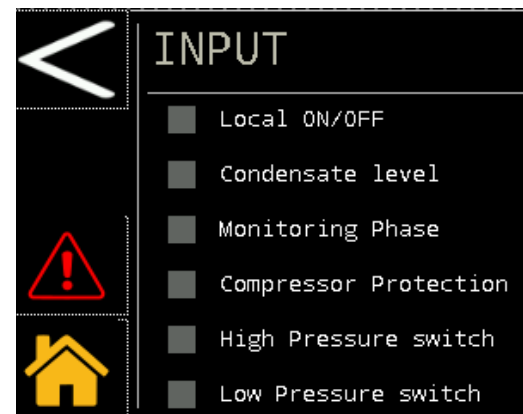 INPUT
Local ON/OFF
Condensate level
Monitoring Phase
Compressor Protection
High Pressure switch
Low Pressure switch